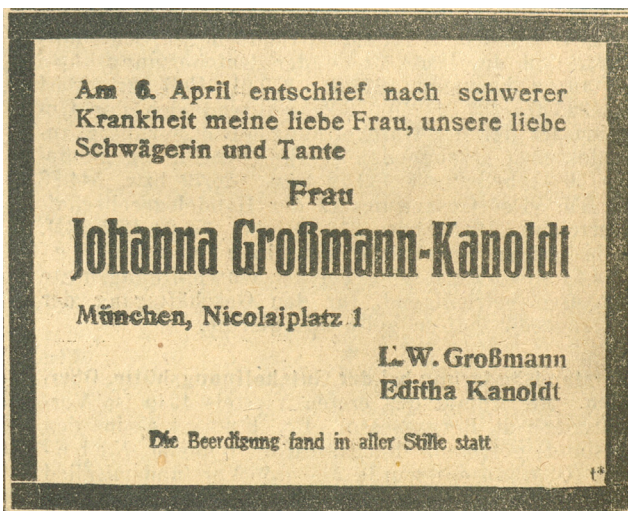 Am 6. April entschlief nach schwerer
Krankheit meine liebe Frau, unsere liebe
Schwägerin und Tante
Frau
Johanna Großmann-Kanoldt
München, Nicolaiplatz 1
L. W. Großmann
Editha Kanoldt
Die Beerdigung fand in aller Stille statt
t*